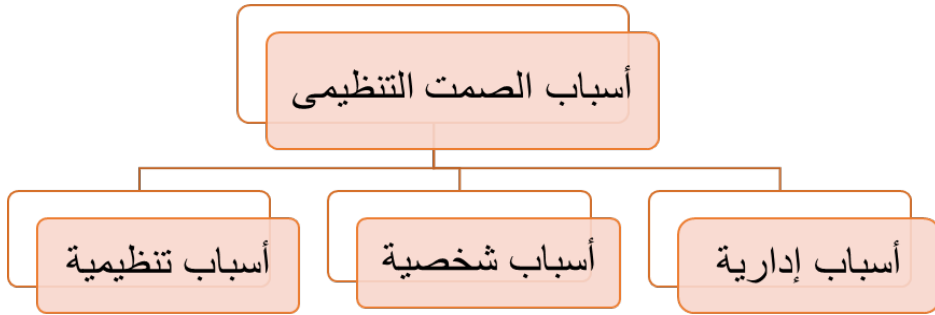 أسباب الصمت التنظيمى
أسباب إدارية
أسباب شخصية
أسباب تنظيمية